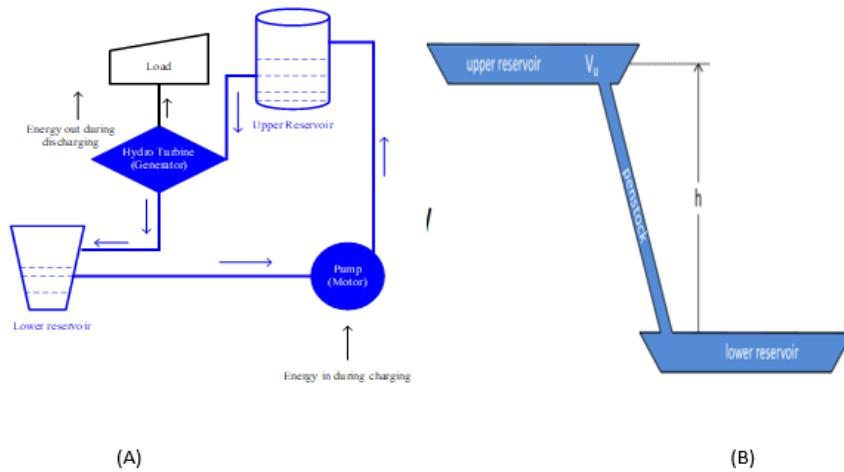 Load
Energy out during
discharging
Hydro Turbine
(Generator)
Upper Reservoir
Lower reservoir
Pump
(Motor)
Energy in during charging
(A)
upper reservoir
Vu
penstock
h
lower reservoir
(B)